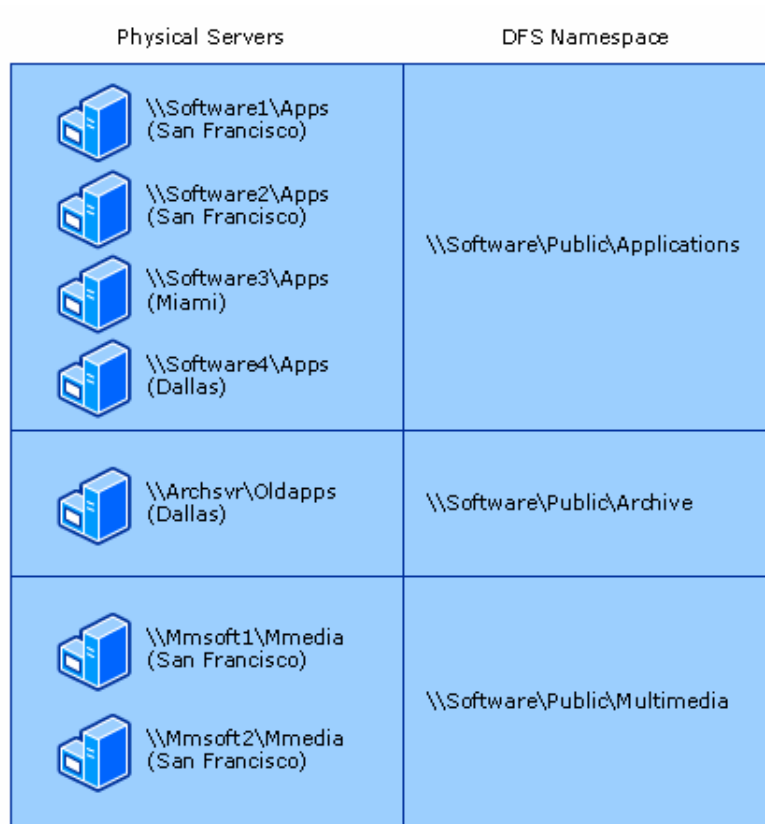 Physical Servers
DFS Namespace
\\Software1\Apps
(San Francisco)
\\Software2\Apps
(San Francisco)
\\Software3\Apps
(Miami)
\\Software4\Apps
(Dallas)
\\Software\Public\Applications
\\Archsvr\Oldapps
(Dallas)
\\Software\Public\Archive
\\Mmsoft1\Mmedia
(San Francisco)
\\Mmsoft2\Mmedia
(San Francisco)
\\Software\Public\Multimedia